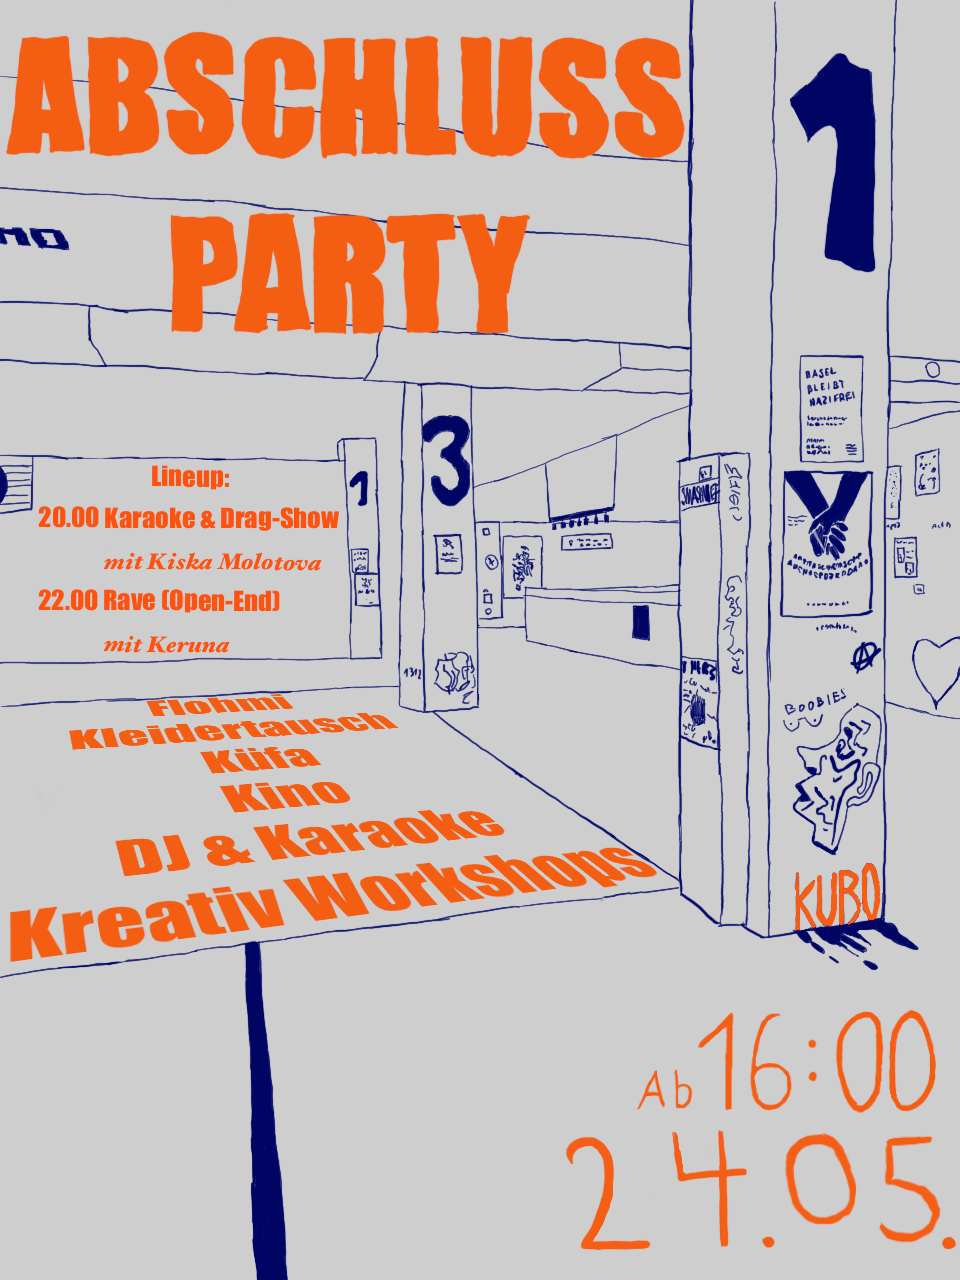 ABSCHLUSS
PARTY
1
BASEL
BLEIBT
NAZIFREI
3
1
Lineup:
20.00 Karaoke & Drag-Show
mit Kiska Molotova
22.00 Rave (Open-End)
mit Keruna
1312
BOOBIES
Flohmi
Kleidertausch
Küfa
Kino
DJ & Karaoke
Kreativ Workshops
KUBO
Ab 16:00
24.05.